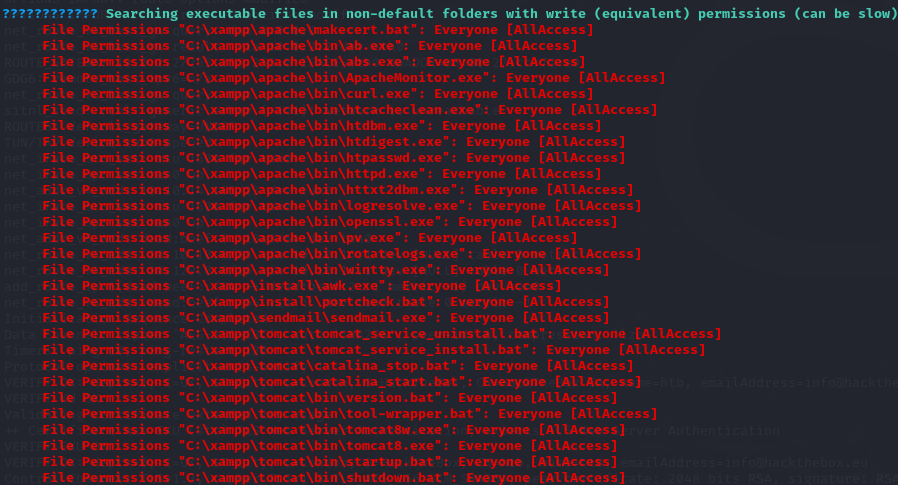 ???????????? Searching executable files in non-default folders with write (equivalent) permissions (can be slow)
File Permissions "C:\xampp\apache\makecert.bat": Everyone [AllAccess]
File Permissions "C:\xampp\apache\bin\ab.exe": Everyone [AllAccess]
File Permissions "C:\xampp\apache\bin\abs.exe": Everyone [AllAccess]
File Permissions "C:\xampp\apache\bin\ApacheMonitor.exe": Everyone [AllAccess]
File Permissions "C:\xampp\apache\bin\curl.exe": Everyone [AllAccess]
File Permissions "C:\xampp\apache\bin\htcacheclean.exe": Everyone [AllAccess]
File Permissions "C:\xampp\apache\bin\htdbm.exe": Everyone [AllAccess]
File Permissions "C:\xampp\apache\bin\htdigest.exe": Everyone [AllAccess]
File Permissions "C:\xampp\apache\bin\htpasswd.exe": Everyone [AllAccess]
File Permissions "C:\xampp\apache\bin\httpd.exe": Everyone [AllAccess]
File Permissions "C:\xampp\apache\bin\httxt2dbm.exe": Everyone [AllAccess]
File Permissions "C:\xampp\apache\bin\logresolve.exe": Everyone [AllAccess]
File Permissions "C:\xampp\apache\bin\openssl.exe": Everyone [AllAccess]
File Permissions "C:\xampp\apache\bin\pv.exe": Everyone [AllAccess]
File Permissions "C:\xampp\apache\bin\rotatelogs.exe": Everyone [AllAccess]
File Permissions "C:\xampp\apache\bin\wintty.exe": Everyone [AllAccess]
File Permissions "C:\xampp\install\awk.exe": Everyone [AllAccess]
File Permissions "C:\xampp\install\portcheck.bat": Everyone [AllAccess]
File Permissions "C:\xampp\sendmail\sendmail.exe": Everyone [AllAccess]
File Permissions "C:\xampp\tomcat\tomcat_service_uninstall.bat": Everyone [AllAccess]
File Permissions "C:\xampp\tomcat\tomcat_service_install.bat": Everyone [AllAccess]
File Permissions "C:\xampp\tomcat\catalina_stop.bat": Everyone [AllAccess]
File Permissions "C:\xampp\tomcat\catalina_start.bat": Everyone [AllAccess]
File Permissions "C:\xampp\tomcat\bin\version.bat": Everyone [AllAccess]
File Permissions "C:\xampp\tomcat\bin\tool-wrapper.bat": Everyone [AllAccess]
File Permissions "C:\xampp\tomcat\bin\tomcat8w.exe": Everyone [AllAccess]
File Permissions "C:\xampp\tomcat\bin\tomcat8.exe": Everyone [AllAccess]
File Permissions "C:\xampp\tomcat\bin\startup.bat": Everyone [AllAccess]
File Permissions "C:\xampp\tomcat\bin\shutdown.bat": Everyone [AllAccess]